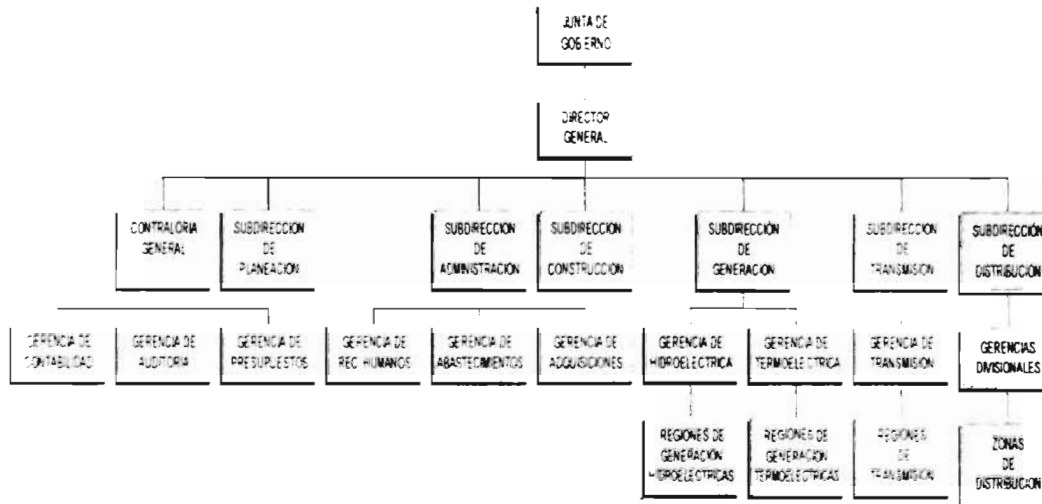 JUNTA DE
GOBIERNO
DIRECTOR
GENERAL
CONTRALORIA
GENERAL
SUBDIRECCION
DE
PLANEACION
SUBDIRECCION
DE
ADMINISTRACIÓN
SUBDIRECCION
DE
CONSTRUCCION
SUBDIRECCION
DE
GENERACION
SUBDIRECCION
DE
TRANSMISION
SUBDIRECCIÓN
DE
DISTRIBUCION
GERENCIA DE
CONTABILIDAD
GERENCIA DE
AUDITORIA
GERENCIA DE
PRESUPUESTOS
GERENCIA DE
REC HUMANOS
GERENCIA DE
ABASTECIMIENTOS
GERENCIA DE
ADQUISICIONES
GERENCIA DE
HIDROELECTRICA
GERENCIA DE
TERMOELECTRICA
GERENCIA DE
TRANSMISION
GERENCIAS
DIVISIONALES
REGIONES DE
GENERACIÓN
HIDROELECTRICAS
REGIONES DE
GENERACION
TERMOELECTRICAS
REGIONES
DE
TRANSMISION
ZONAS
DE
DISTRIBUCION